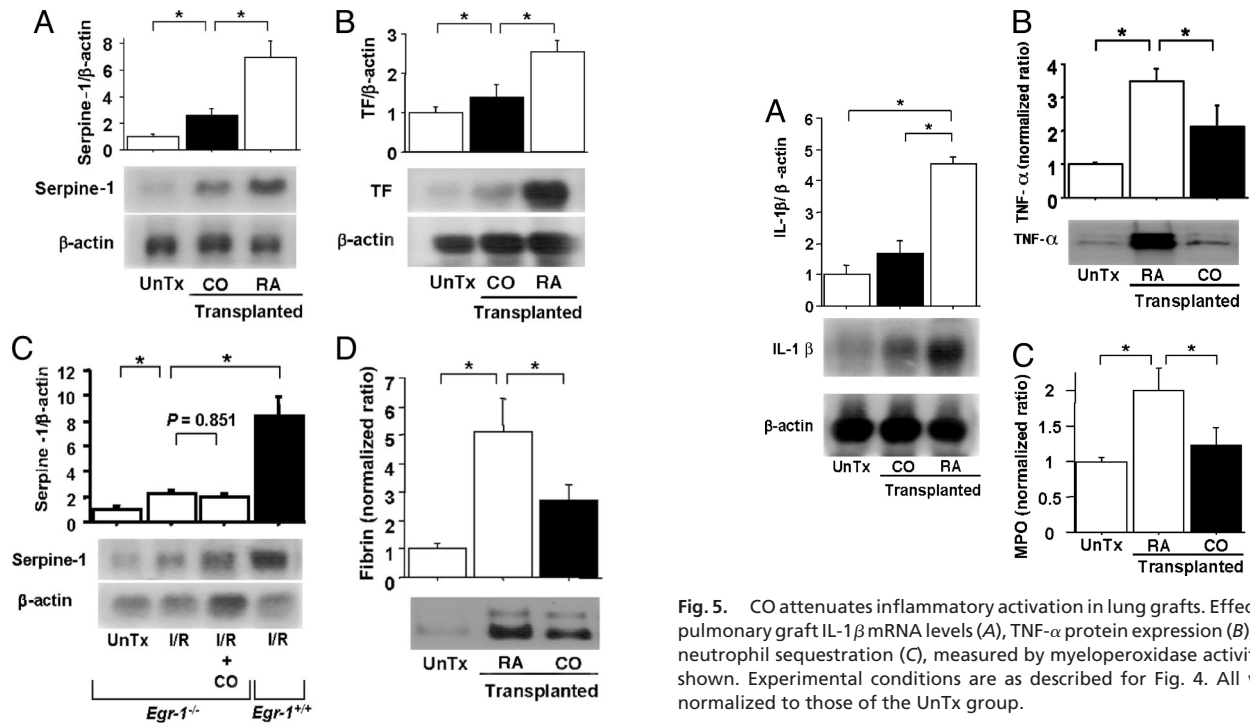 A
* *
Serpine-1/β-actin
8
6
4
2
0
Serpine-1
β-actin
UnTx CO RA
Transplanted
B
* *
TF/β-actin
3
2
1
0
TF
β-actin
UnTx CO RA
Transplanted
C
* *
P = 0.851
Serpine -1/β-actin
12
10
8
6
4
2
0
Serpine-1
β-actin
UnTx I/R I/R I/R
+
CO
Egr-1-/- Egr-1+/+
D
* *
Fibrin (normalized ratio)
7
6
5
4
3
2
1
0
UnTx RA CO
Transplanted
A
*
*
IL-1β/ β -actin
6
5
4
3
2
1
0
IL-1 β
β-actin
UnTx CO RA
Transplanted
B
* *
TNF- α (normalized ratio)
4
3
2
1
0
TNF-α
UnTx RA CO
Transplanted
C
* *
MPO (normalized ratio)
2
1.5
1
0.5
0
UnTx RA CO
Transplanted
Fig. 5. CO attenuates inflammatory activation in lung grafts. Effec
pulmonary graft IL-1β mRNA levels (A), TNF-α protein expression (B)
neutrophil sequestration (C), measured by myeloperoxidase activit
shown. Experimental conditions are as described for Fig. 4. All v
normalized to those of the UnTx group.